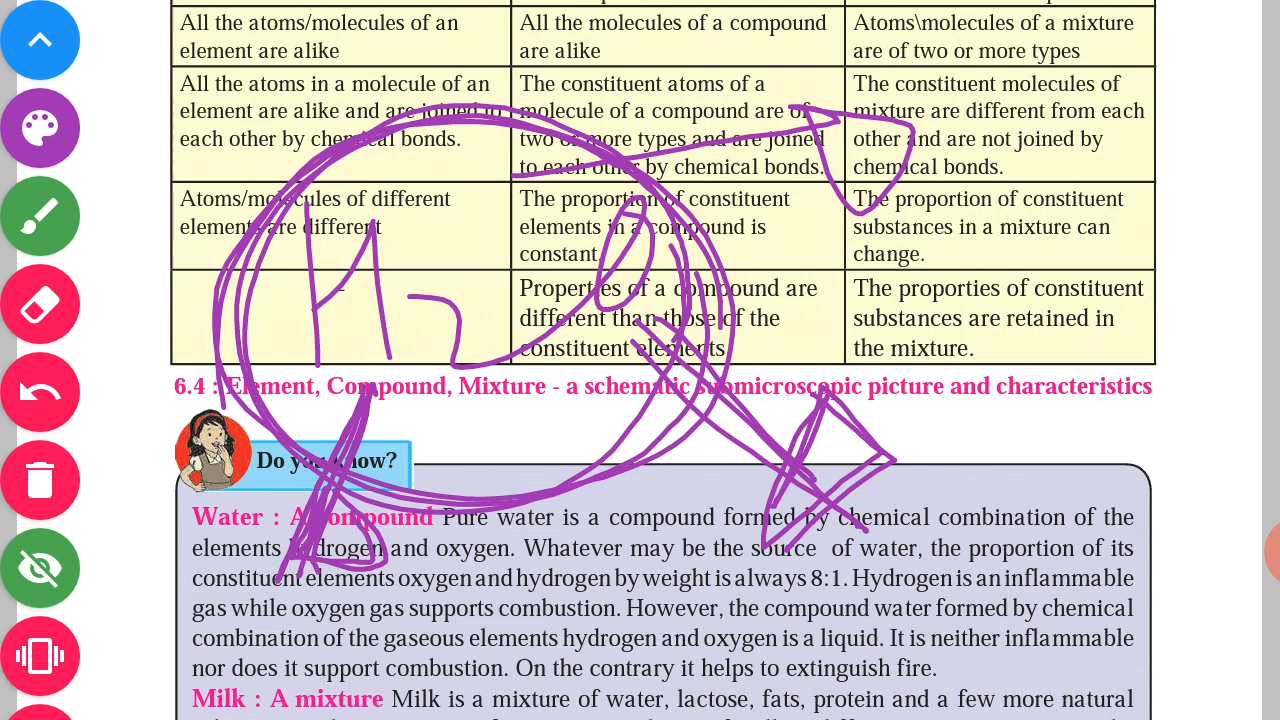 All the atoms/molecules of an
element are alike
All the molecules of a compound
are alike
Atoms\molecules of a mixture
are of two or more types
All the atoms in a molecule of an
element are alike and are joined to
each other by chemical bonds.
The constituent atoms of a
molecule of a compound are of
two or more types and are joined
to each other by chemical bonds.
The constituent molecules of
mixture are different from each
other and are not joined by
chemical bonds.
Atoms/molecules of different
elements are different
The proportion of constituent
elements in a compound is
constant.
The proportion of constituent
substances in a mixture can
change.
-
Properties of a compound are
different than those of the
constituent elements
The properties of constituent
substances are retained in
the mixture.
6.4 : Element, Compound, Mixture - a schematic submicroscopic picture and characteristics
Do you know?
Water : A compound Pure water is a compound formed by chemical combination of the
elements hydrogen and oxygen. Whatever may be the source of water, the proportion of its
constituent elements oxygen and hydrogen by weight is always 8:1. Hydrogen is an inflammable
gas while oxygen gas supports combustion. However, the compound water formed by chemical
combination of the gaseous elements hydrogen and oxygen is a liquid. It is neither inflammable
nor does it support combustion. On the contrary it helps to extinguish fire.
Milk : A mixture Milk is a mixture of water, lactose, fats, protein and a few more natural
H2O